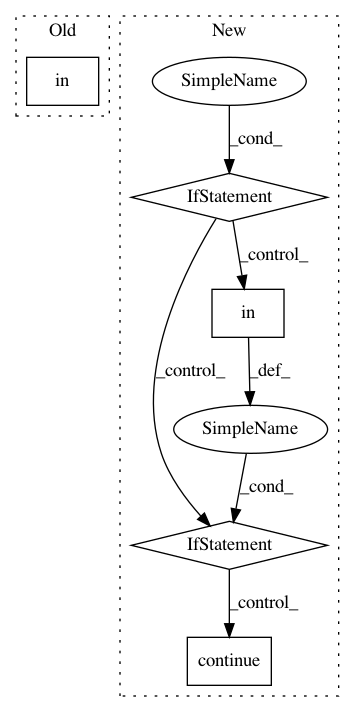 Old
New
in
SimpleName
_cond_
IfStatement
_control_
in
_control_
_def_
SimpleName
_cond_
IfStatement
_control_
continue